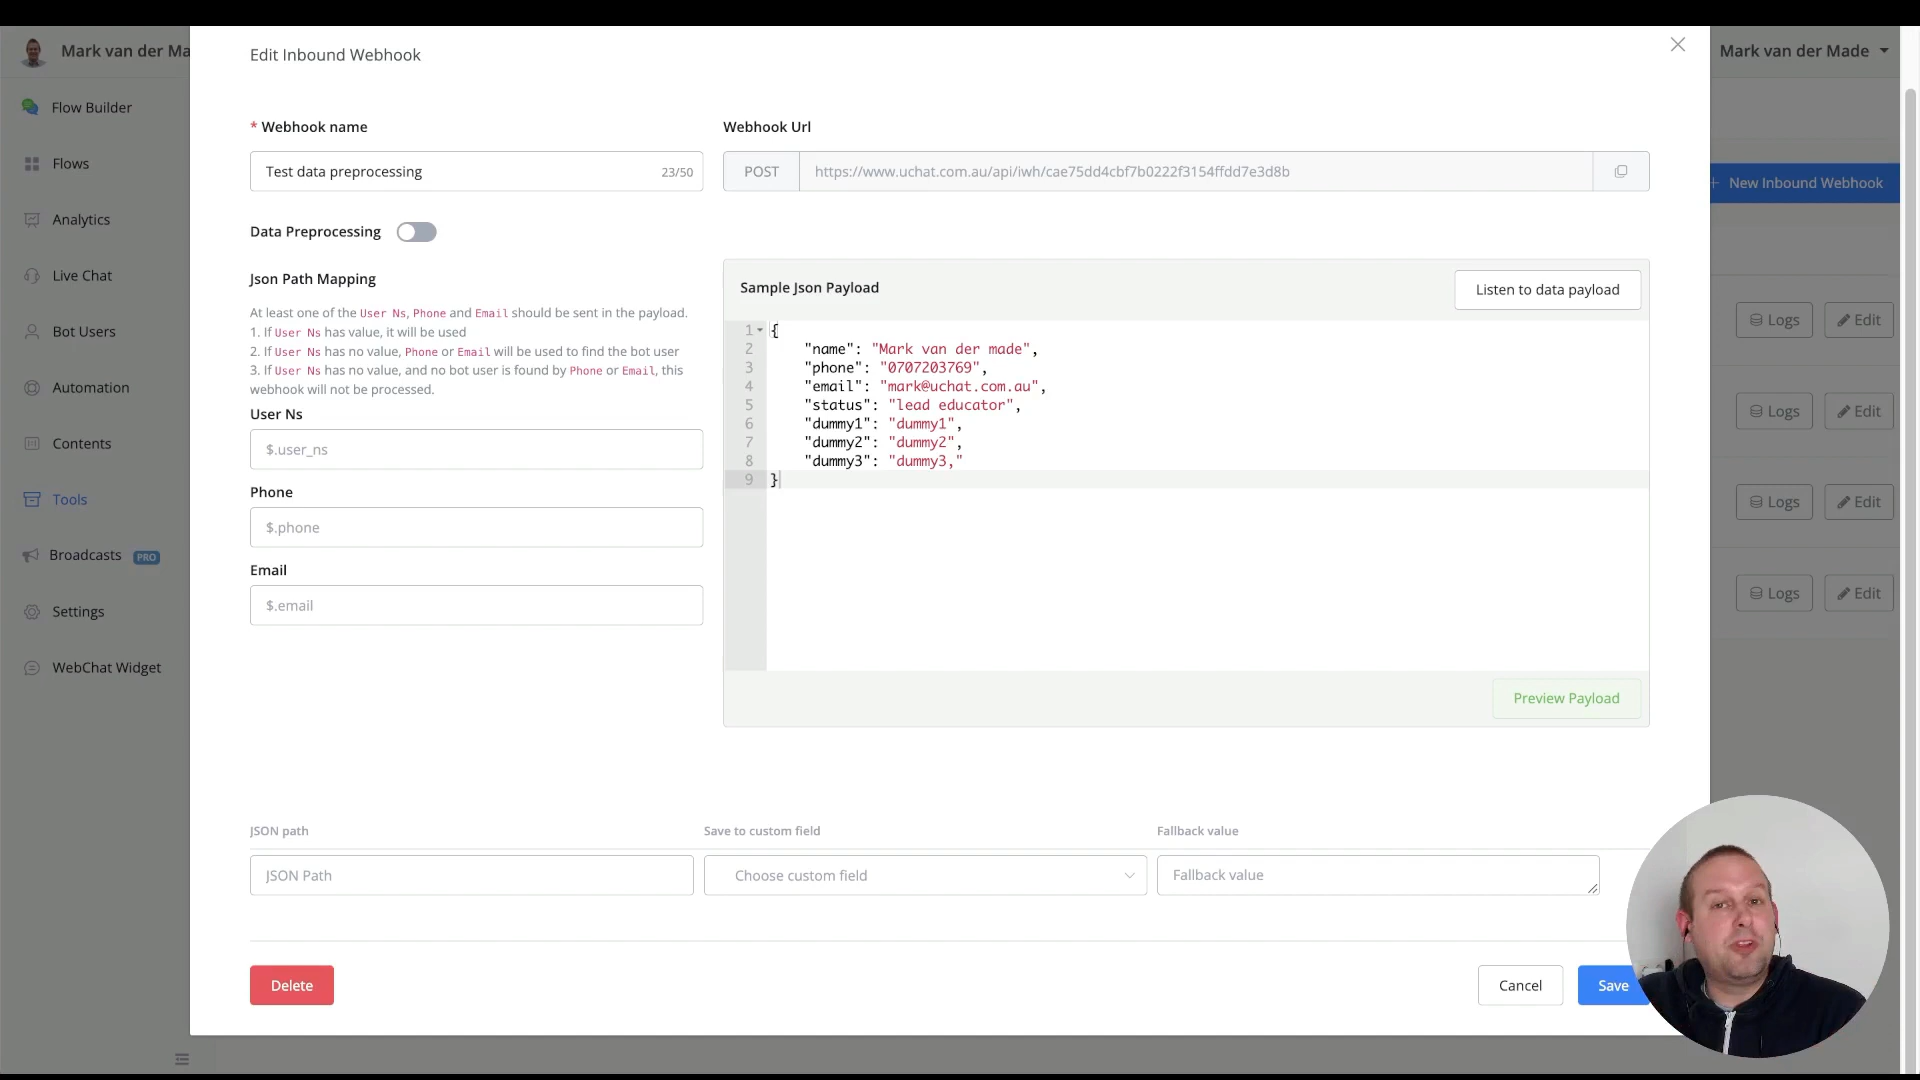 Mark van der Ma
Mark van der Made
Flow Builder
Flows
Analytics
Live Chat
Bot Users
Automation
Contents
Tools
Broadcasts PRO
Settings
WebChat Widget
Edit Inbound Webhook
* Webhook name
Test data preprocessing 23/50
Webhook Url
POST https://www.uchat.com.au/api/iwh/cae75dd4cbf7b0222f3154ffdd7e3d8b
+ New Inbound Webhook
Data Preprocessing
Json Path Mapping
At least one of the User Ns, Phone and Email should be sent in the payload.
1. If User Ns has value, it will be used
2. If User Ns has no value, Phone or Email will be used to find the bot user
3. If User Ns has no value, and no bot user is found by Phone or Email, this
webhook will not be processed.
User Ns
$.user_ns
Phone
$.phone
Email
$.email
Sample Json Payload
Listen to data payload
1 {
2 "name": "Mark van der made",
3 "phone": "0707203769",
4 "email": "mark@uchat.com.au",
5 "status": "lead educator",
6 "dummy1": "dummy1",
7 "dummy2": "dummy2",
8 "dummy3": "dummy3,"
9 }
Preview Payload
Logs Edit
Logs Edit
Logs Edit
Logs Edit
JSON path Save to custom field Fallback value
JSON Path Choose custom field Fallback value
Delete
Cancel
Save